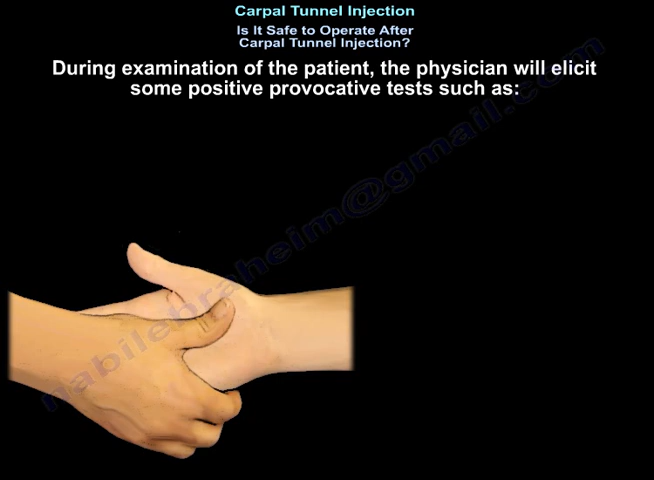 Carpal Tunnel Injection
Is It Safe to Operate After
Carpal Tunnel Injection?
During examination of the patient, the physician will elicit
some positive provocative tests such as:
nabilebraheim@gmail.com